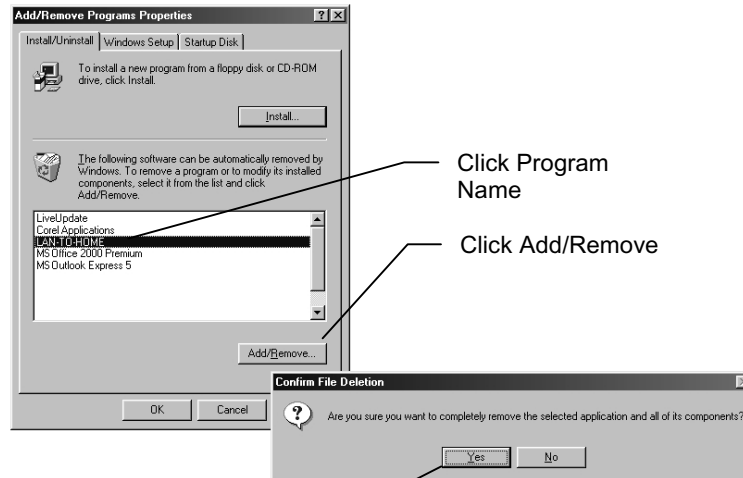 Add/Remove Programs Properties
Install/Uninstall Windows Setup Startup Disk
To install a new program from a floppy disk or CD-ROM
drive, click Install.
Install...
The following software can be automatically removed by
Windows. To remove a program or to modify its installed
components, select it from the list and click
Add/Remove.
LiveUpdate
Corel Applications
LAN-TO-HOME
MS Office 2000 Premium
MS Outlook Express 5
Add/Remove...
OK Cancel
Click Program
Name
Click Add/Remove
Confirm File Deletion
Are you sure you want to completely remove the selected application and all of its components?
Yes No